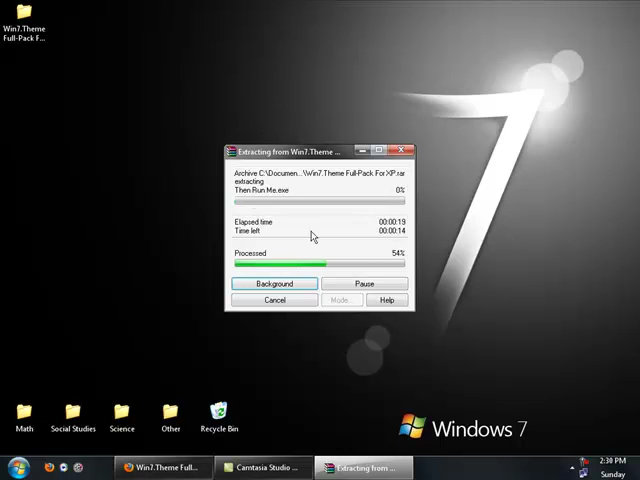 Win7.Theme
Full-Pack F...
7
Extracting from Win7.Theme ...
Archive C:\Documen...\Win7.Theme Full-Pack For XP.rar
extracting
Then Run Me.exe 0%
Elapsed time 00:00:19
Time left 00:00:14
Processed 54%
Background Pause
Cancel Mode... Help
Math Social Studies Science Other Recycle Bin
Windows 7
Win7.Theme Ful... Camtasia Studio ... Extracting from ... 2:30 PM
Sunday